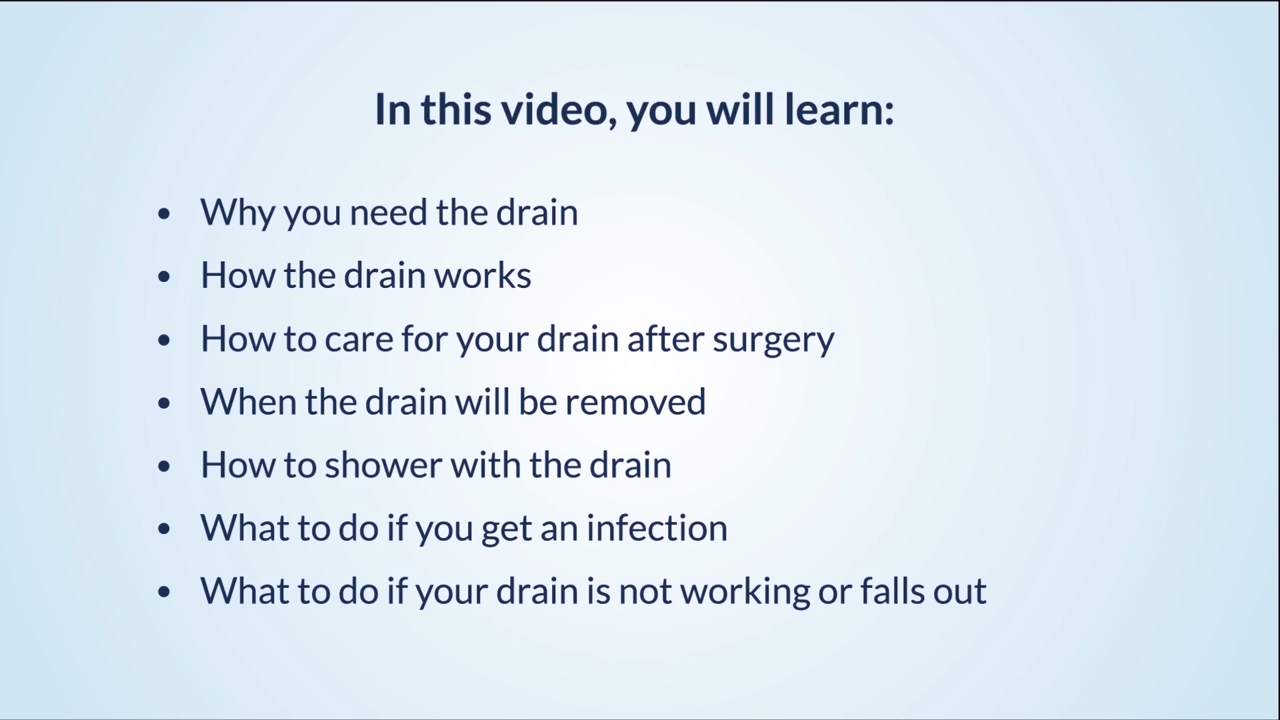 In this video, you will learn:
• Why you need the drain
• How the drain works
• How to care for your drain after surgery
• When the drain will be removed
• How to shower with the drain
• What to do if you get an infection
• What to do if your drain is not working or falls out